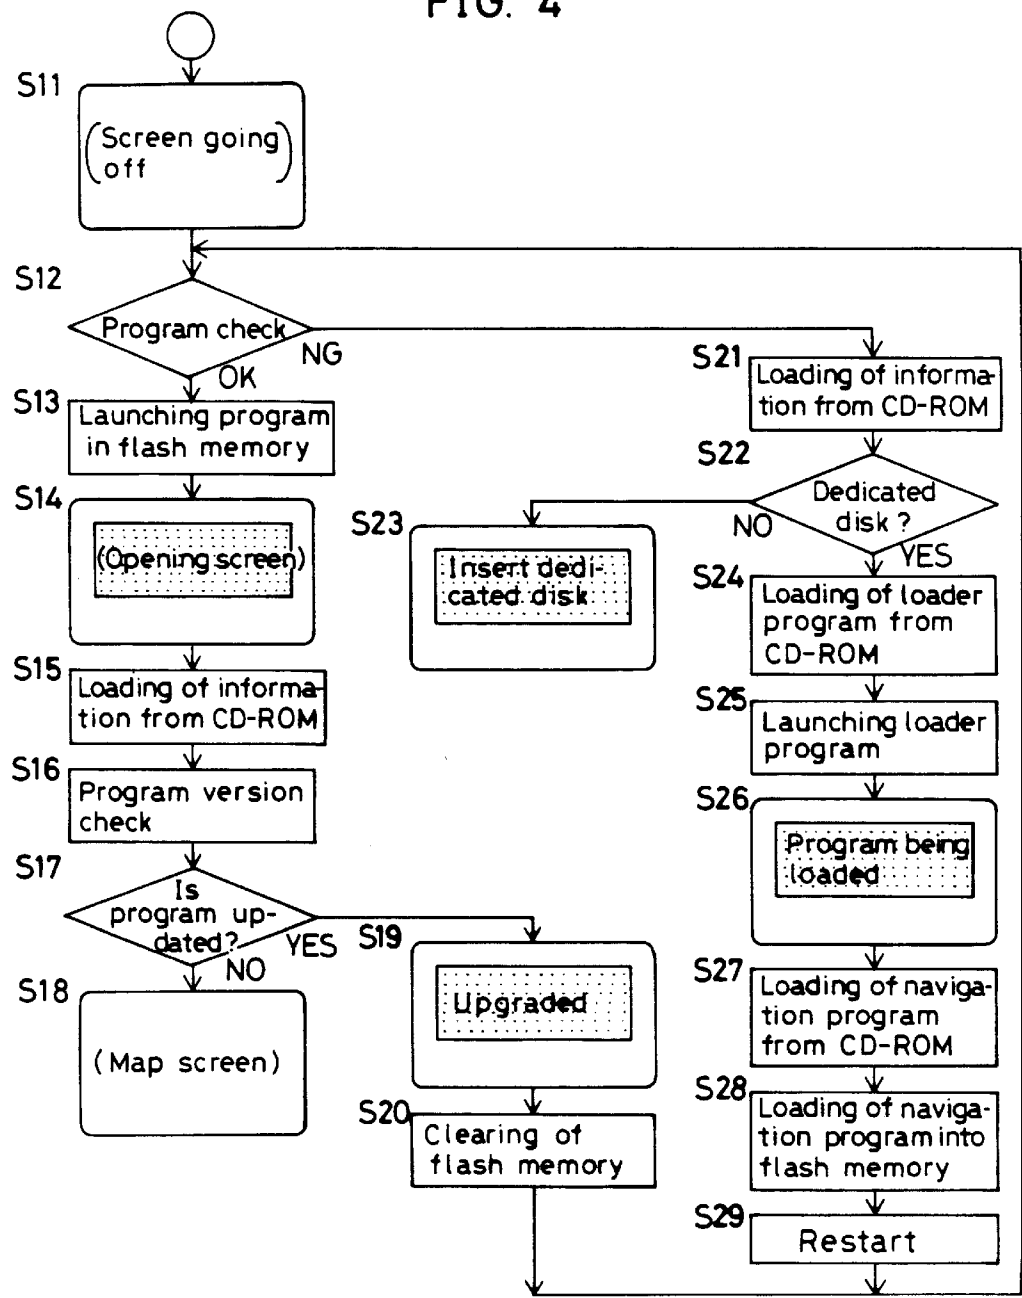 FIG. 4
S11
(Screen going
off)
S12
Program check
NG
OK
S13
Launching program
in flash memory
S14
(Opening screen)
S15
Loading of informa-
tion from CD-ROM
S16
Program version
check
S17
Is
program up-
dated?
YES
NO
S18
(Map screen)
S19
Upgraded
S20
Clearing of
flash memory
S21
Loading of informa-
tion from CD-ROM
S22
Dedicated
disk?
NO
YES
S23
Insert dedi-
cated disk
S24
Loading of loader
program from
CD-ROM
S25
Launching loader
program
S26
Program being
loaded
S27
Loading of naviga-
tion program
from CD-ROM
S28
Loading of naviga-
tion program into
flash memory
S29
Restart